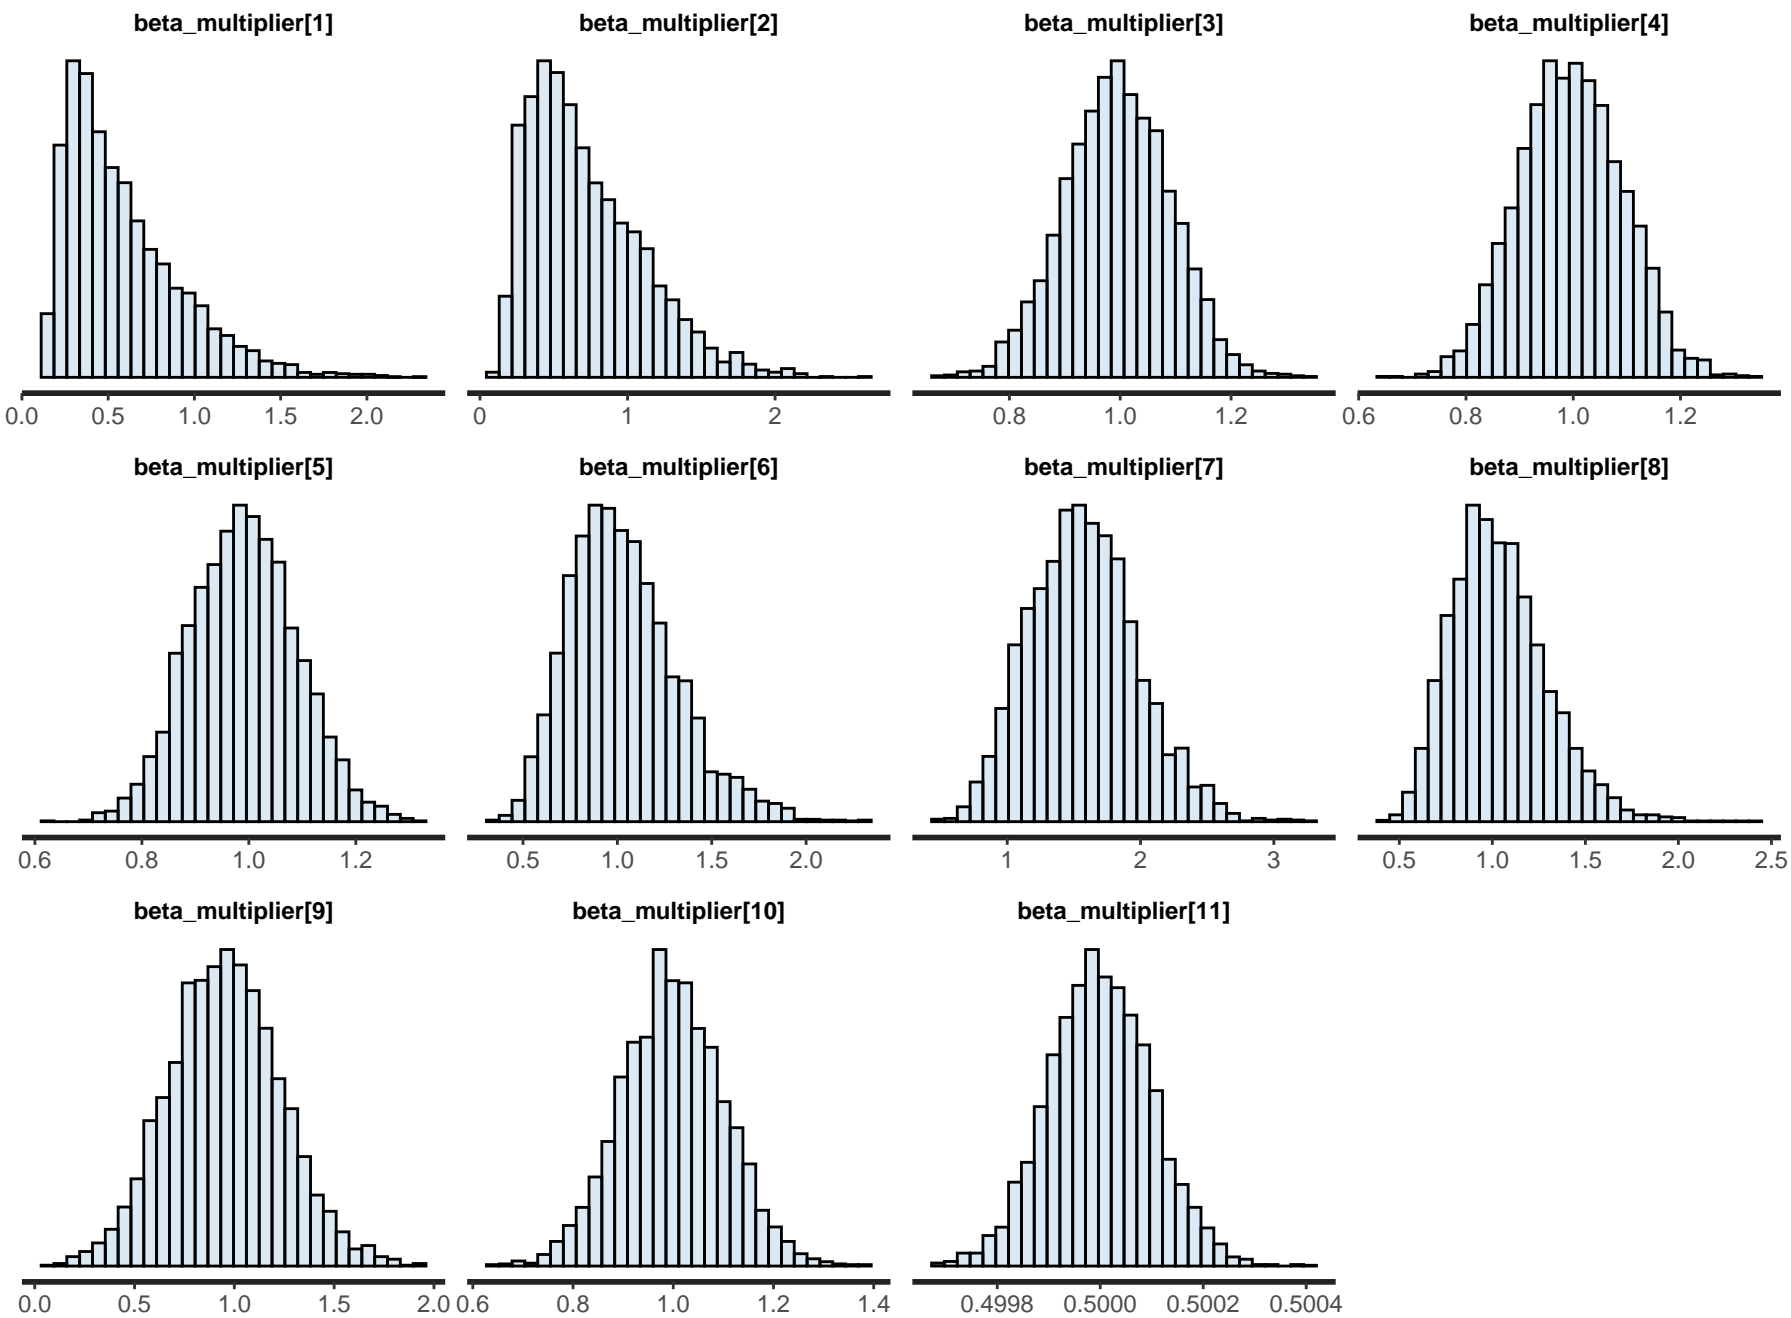 beta_multiplier[1] beta_multiplier[2] beta_multiplier[3] beta_multiplier[4]
0.0 0.5 1.0 1.5 2.0 0 1 2 0.8 1.0 1.2 0.6 0.8 1.0 1.2
beta_multiplier[5] beta_multiplier[6] beta_multiplier[7] beta_multiplier[8]
0.6 0.8 1.0 1.2 0.5 1.0 1.5 2.0 1 2 3 0.5 1.0 1.5 2.0 2.5
beta_multiplier[9] beta_multiplier[10] beta_multiplier[11]
0.0 0.5 1.0 1.5 2.0 0.6 0.8 1.0 1.2 1.4 0.4998 0.5000 0.5002 0.5004